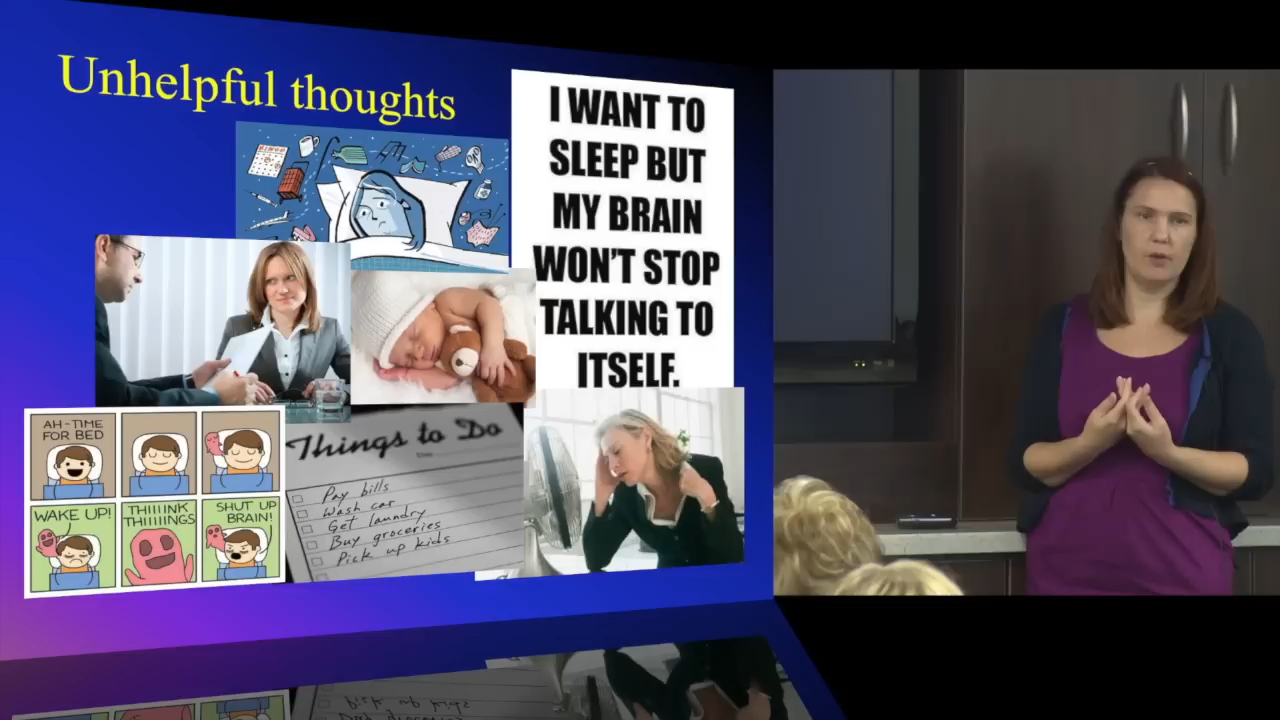 Unhelpful thoughts
I WANT TO
SLEEP BUT
MY BRAIN
WON'T STOP
TALKING TO
ITSELF.
AH-TIME
FOR BED
WAKE UP!
THIIIINK
THIIIIINGS
SHUT UP
BRAIN!
Things to Do
Pay bills
Wash car
Get laundry
Buy groceries
Pick up kids